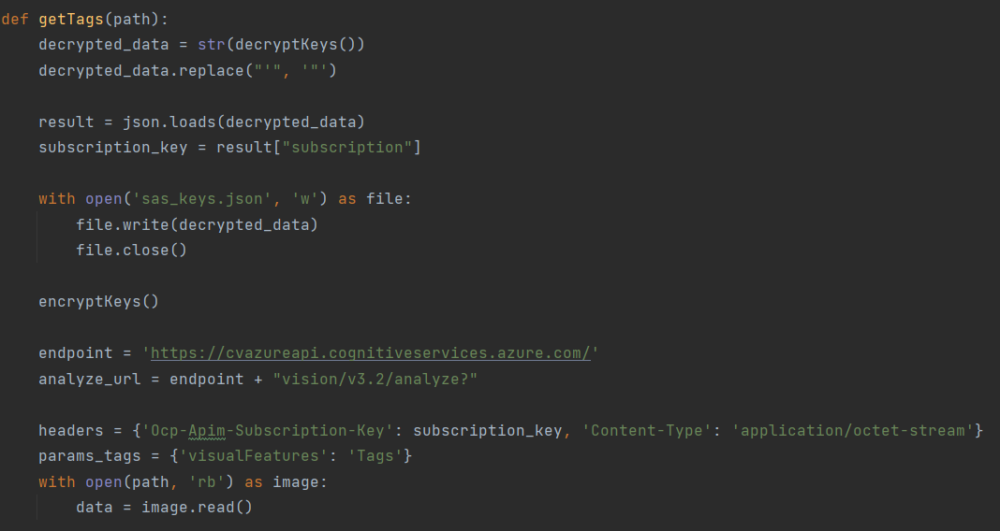 def getTags(path):
    decrypted_data = str(decryptKeys())
    decrypted_data.replace("'", '"')

    result = json.loads(decrypted_data)
    subscription_key = result["subscription"]

    with open('sas_keys.json', 'w') as file:
        file.write(decrypted_data)
        file.close()

    encryptKeys()

    endpoint = 'https://cvazureapi.cognitiveservices.azure.com/'
    analyze_url = endpoint + "vision/v3.2/analyze?"

    headers = {'Ocp-Apim-Subscription-Key': subscription_key, 'Content-Type': 'application/octet-stream'}
    params_tags = {'visualFeatures': 'Tags'}
    with open(path, 'rb') as image:
        data = image.read()